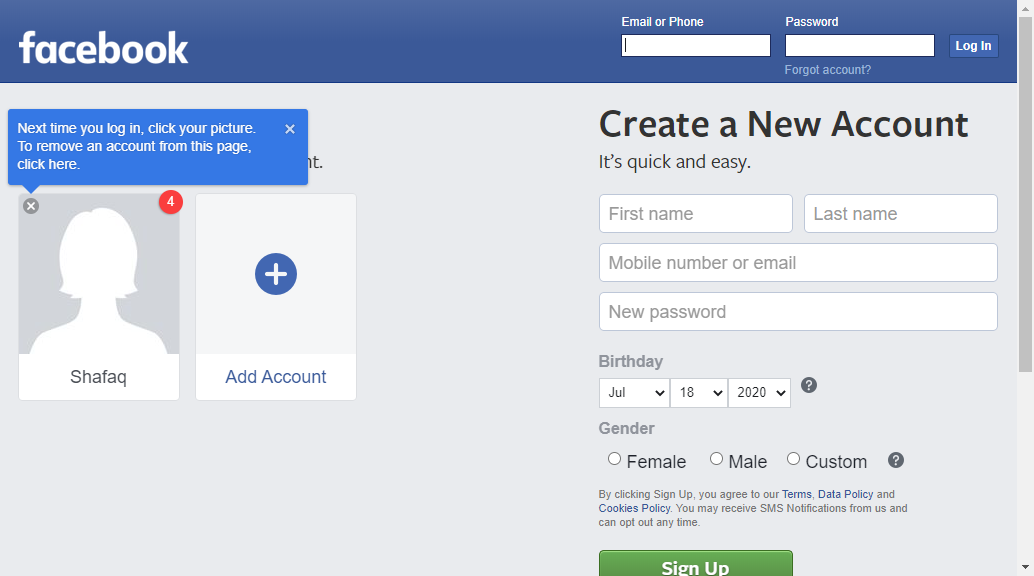 facebook
Email or Phone
Password
Log In
Forgot account?
Next time you log in, click your picture.
To remove an account from this page,
click here.
4
Shafaq
Add Account
Create a New Account
It's quick and easy.
First name
Last name
Mobile number or email
New password
Birthday
Jul 18 2020
?
Gender
Female Male Custom
?
By clicking Sign Up, you agree to our Terms, Data Policy and
Cookies Policy. You may receive SMS Notifications from us and
can opt out any time.
Sign Up